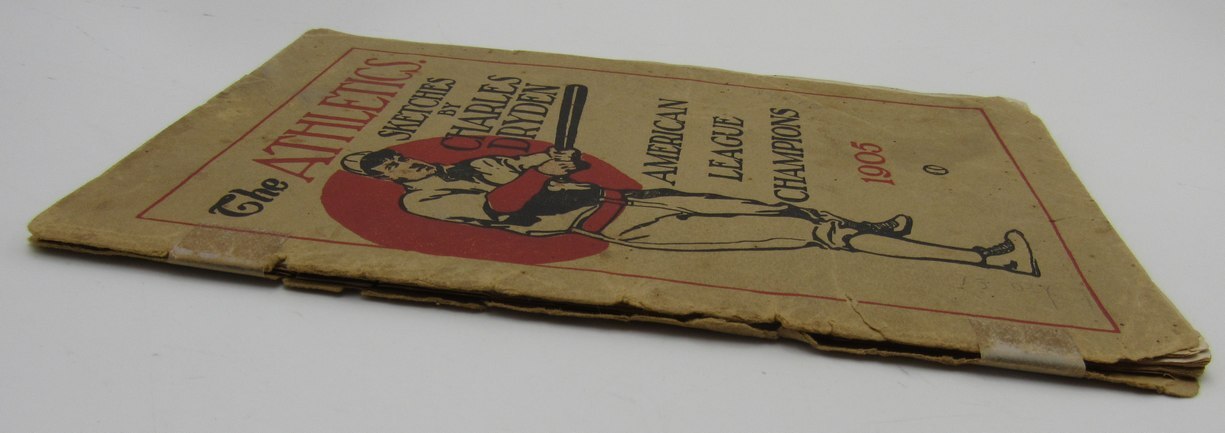 The
ATHLETICS.
SKETCHES
BY
CHARLES
DRYDEN
AMERICAN
LEAGUE
CHAMPIONS
1905